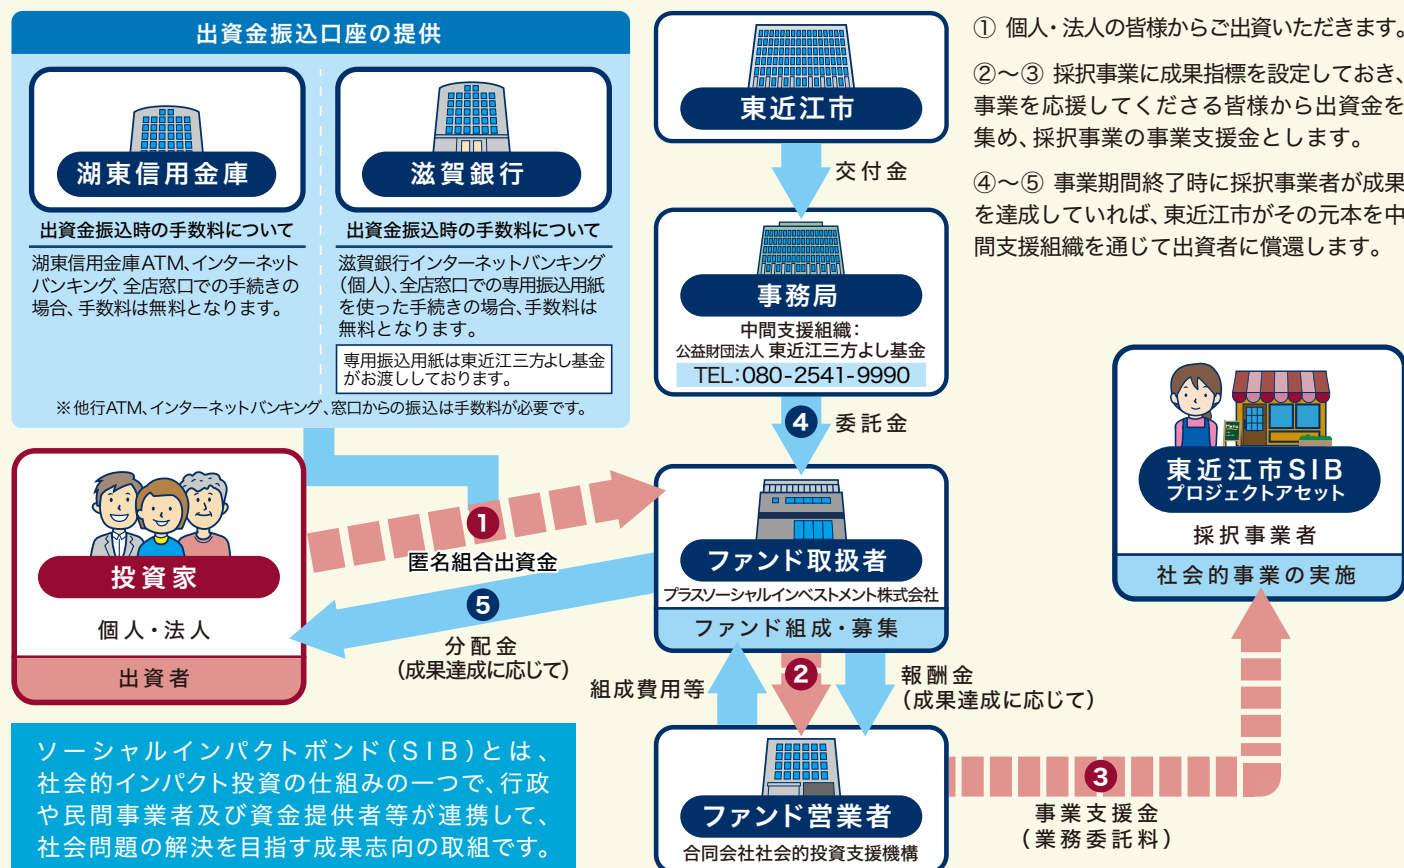 出資金振込口座の提供
湖東信用金庫
出資金振込時の手数料について
湖東信用金庫ATM、インターネット
バンキング、全店窓口での手続きの
場合、手数料は無料となります。
滋賀銀行
出資金振込時の手数料について
滋賀銀行インターネットバンキング
(個人)、全店窓口での専用振込用紙
を使った手続きの場合、手数料は
無料となります。
専用振込用紙は東近江三方よし基金
がお渡ししております。
※他行ATM、インターネットバンキング、窓口からの振込は手数料が必要です。
東近江市
交付金
事務局
中間支援組織:
公益財団法人 東近江三方よし基金
TEL:080-2541-9990
4 委託金
① 個人・法人の皆様からご出資いただきます。
②〜③ 採択事業に成果指標を設定しておき、
事業を応援してくださる皆様から出資金を
集め、採択事業の事業支援金とします。
④〜⑤ 事業期間終了時に採択事業者が成果
を達成していれば、東近江市がその元本を中
間支援組織を通じて出資者に償還します。
投資家
個人・法人
出資者
1
匿名組合出資金
5
分配金
(成果達成に応じて)
ファンド取扱者
プラスソーシャルインベストメント株式会社
ファンド組成・募集
東近江市SIB
プロジェクトアセット
採択事業者
社会的事業の実施
組成費用等
2
報酬金
(成果達成に応じて)
ファンド営業者
合同会社社会的投資支援機構
3
事業支援金
(業務委託料)
ソーシャルインパクトボンド(SIB)とは、
社会的インパクト投資の仕組みの一つで、行政
や民間事業者及び資金提供者等が連携して、
社会問題の解決を目指す成果志向の取組です。